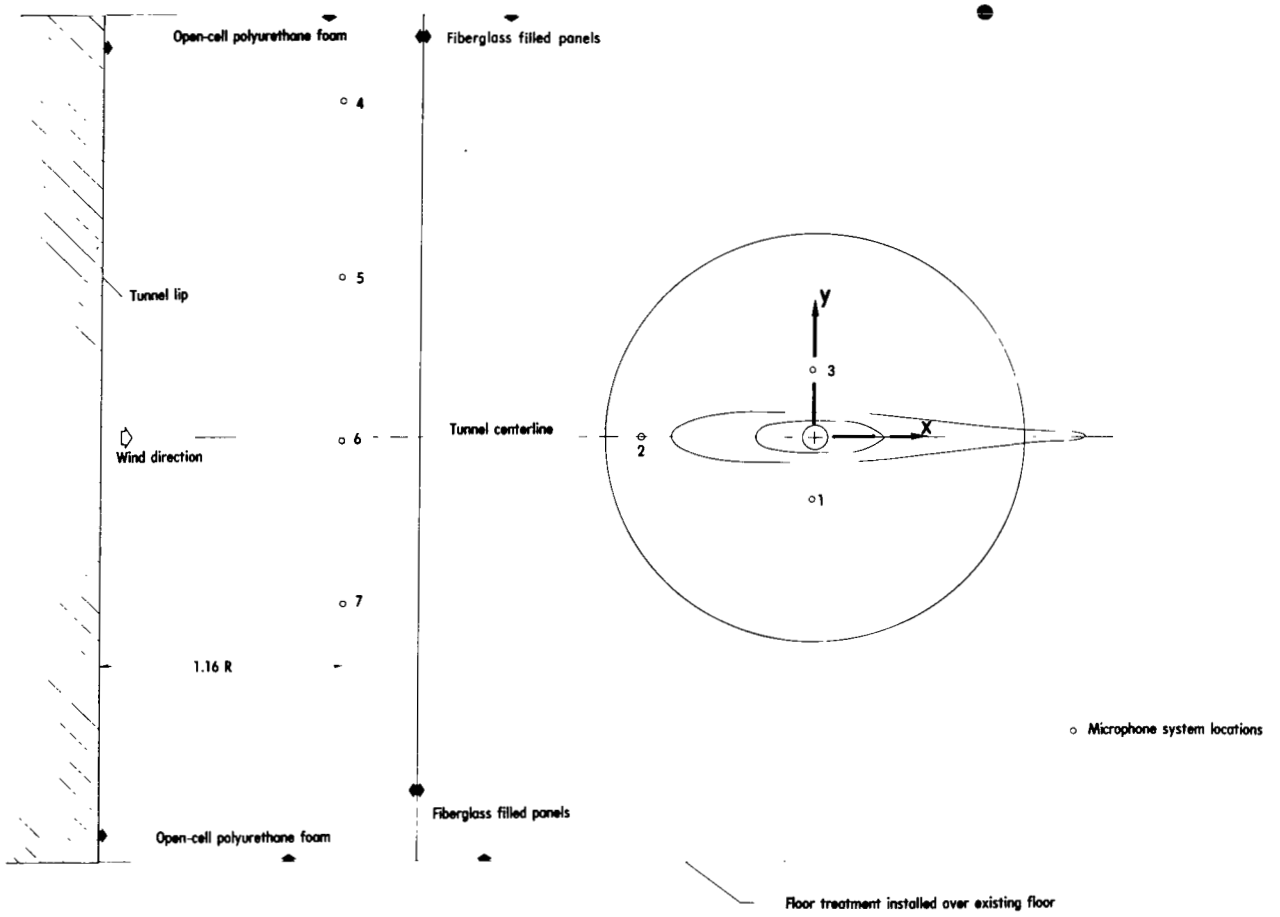 Open-cell polyurethane foam
Fiberglass filled panels
4
5
Tunnel lip
y
3
Tunnel centerline
x
6
2
Wind direction
1
7
1.16 R
Microphone system locations
Fiberglass filled panels
Open-cell polyurethane foam
Floor treatment installed over existing floor